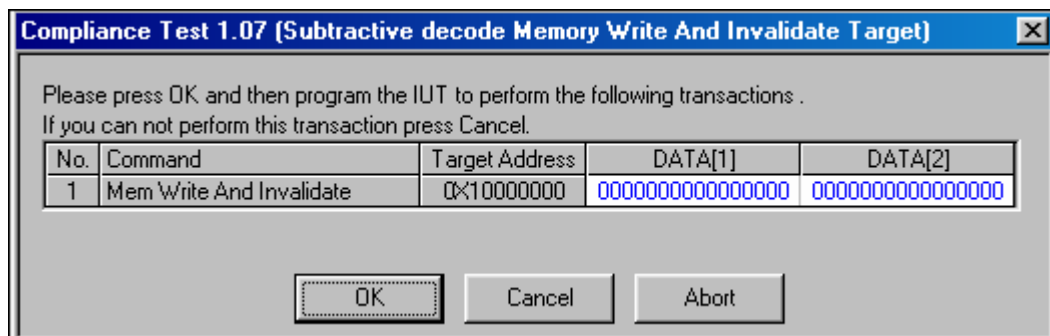 Compliance Test 1.07 (Subtractive decode Memory Write And Invalidate Target)
Please press OK and then program the IUT to perform the following transactions .
If you can not perform this transaction press Cancel.
No. Command Target Address DATA[1] DATA[2]
1 Mem Write And Invalidate 0X10000000 0000000000000000 0000000000000000
OK Cancel Abort